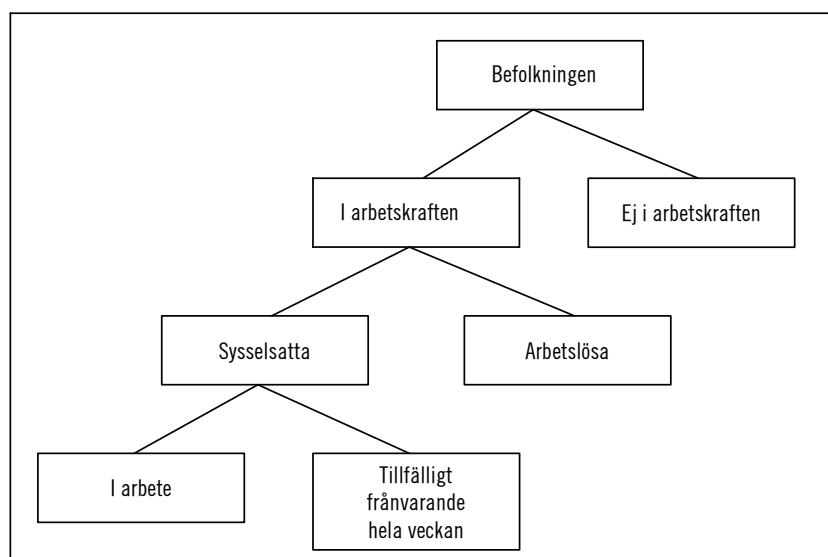 Befolkningen
I arbetskraften
Ej i arbetskraften
Sysselsatta
Arbetslösa
I arbete
Tillfälligt
frånvarande
hela veckan